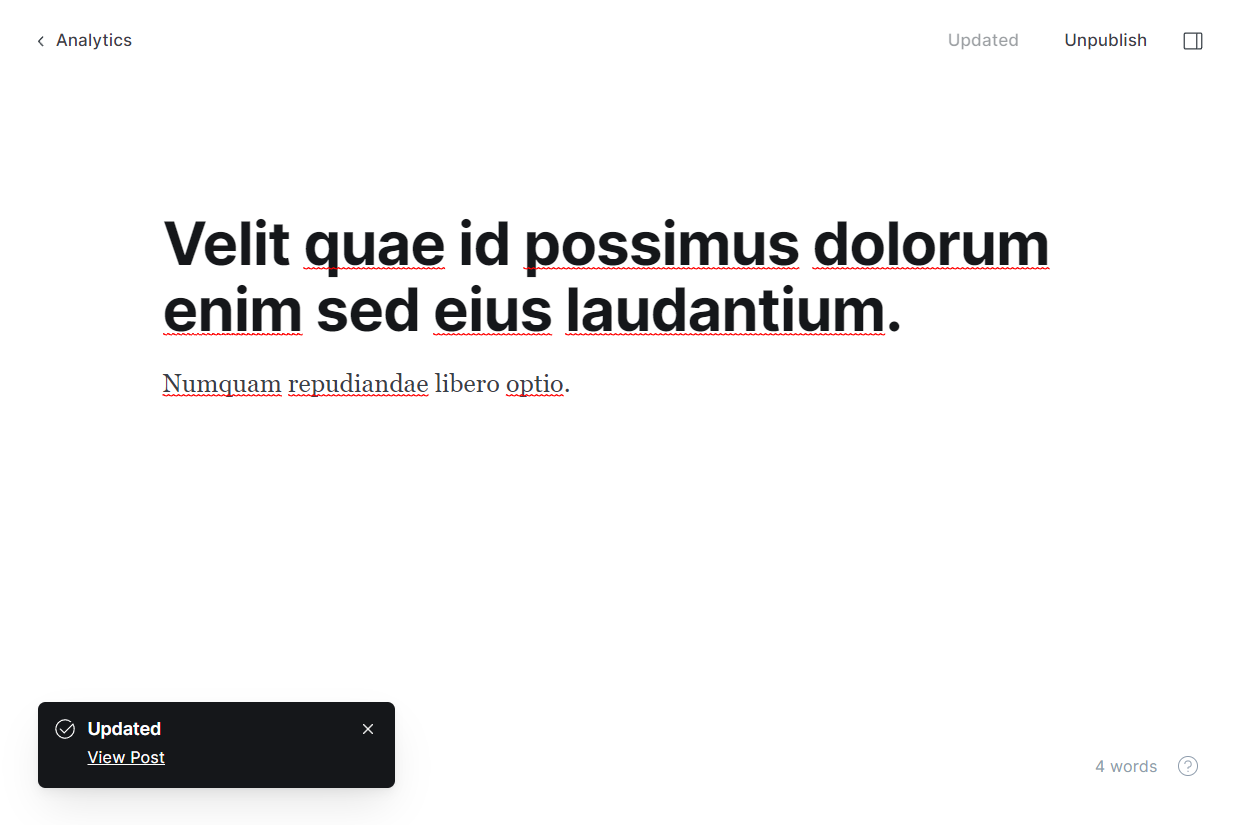 Analytics
Updated
Unpublish
Velit quae id possimus dolorum
enim sed eius laudantium.
Numquam repudiandae libero optio.
Updated
View Post
4 words